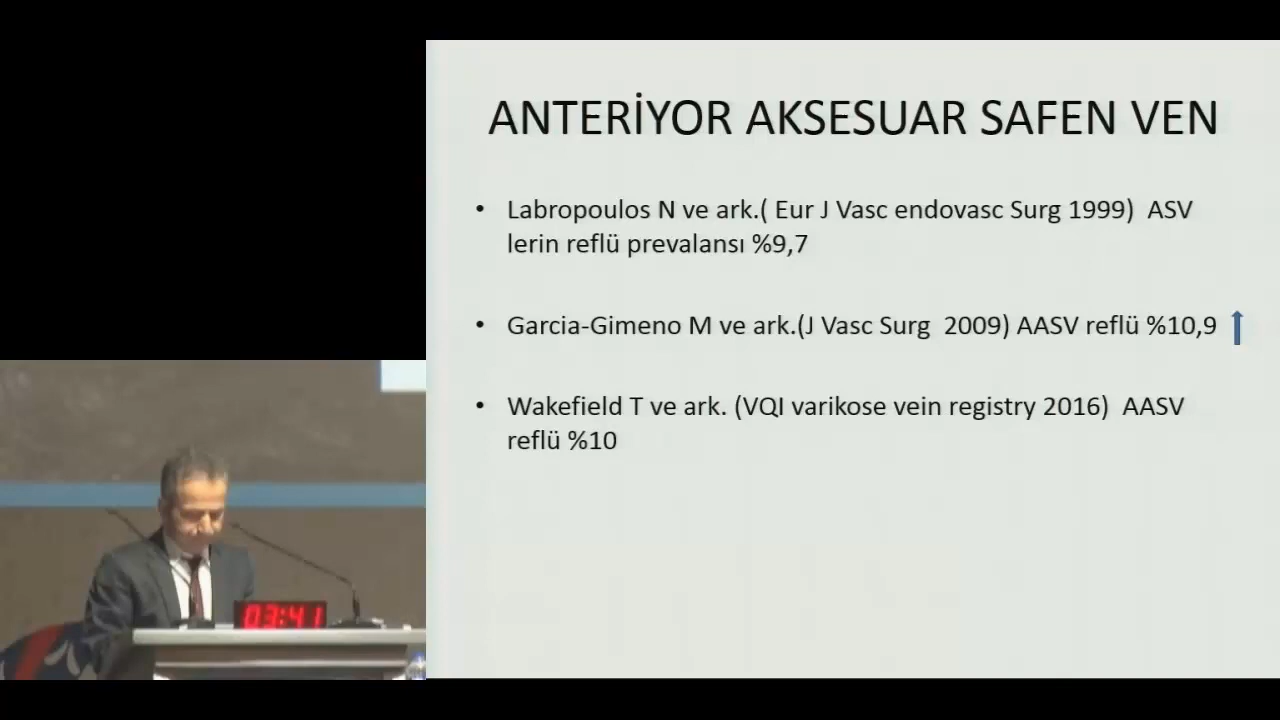 ANTERİYOR AKSESUAR SAFEN VEN
• Labropoulos N ve ark.( Eur J Vasc endovasc Surg 1999)  ASV
lerin reflü prevalansı %9,7
• Garcia-Gimeno M ve ark.(J Vasc Surg  2009) AASV reflü %10,9
• Wakefield T ve ark. (VQI varikose vein registry 2016)  AASV
reflü %10
03:41